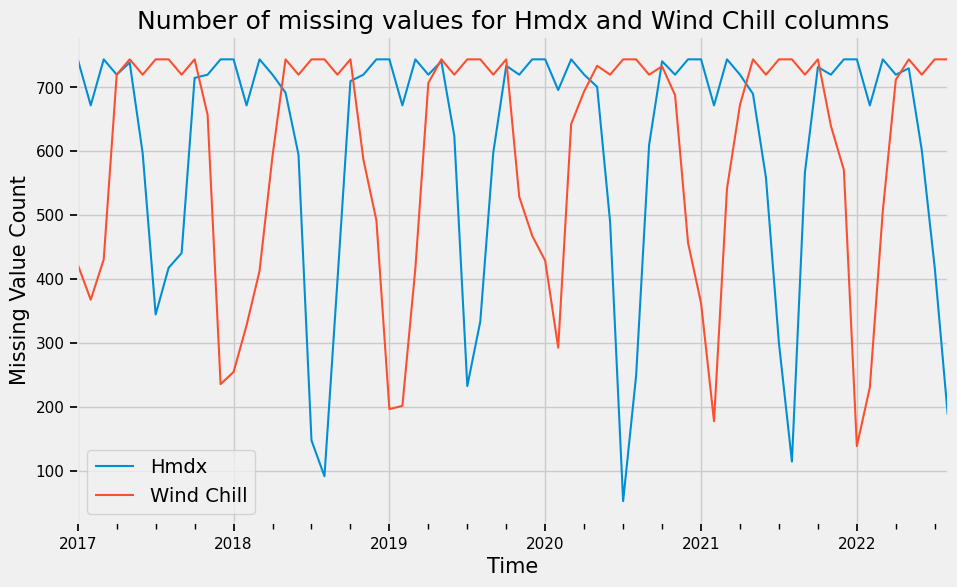 Number of missing values for Hmdx and Wind Chill columns
Missing Value Count
700
600
500
400
300
200
100
Hmdx
Wind Chill
2017 2018 2019 2020 2021 2022
Time